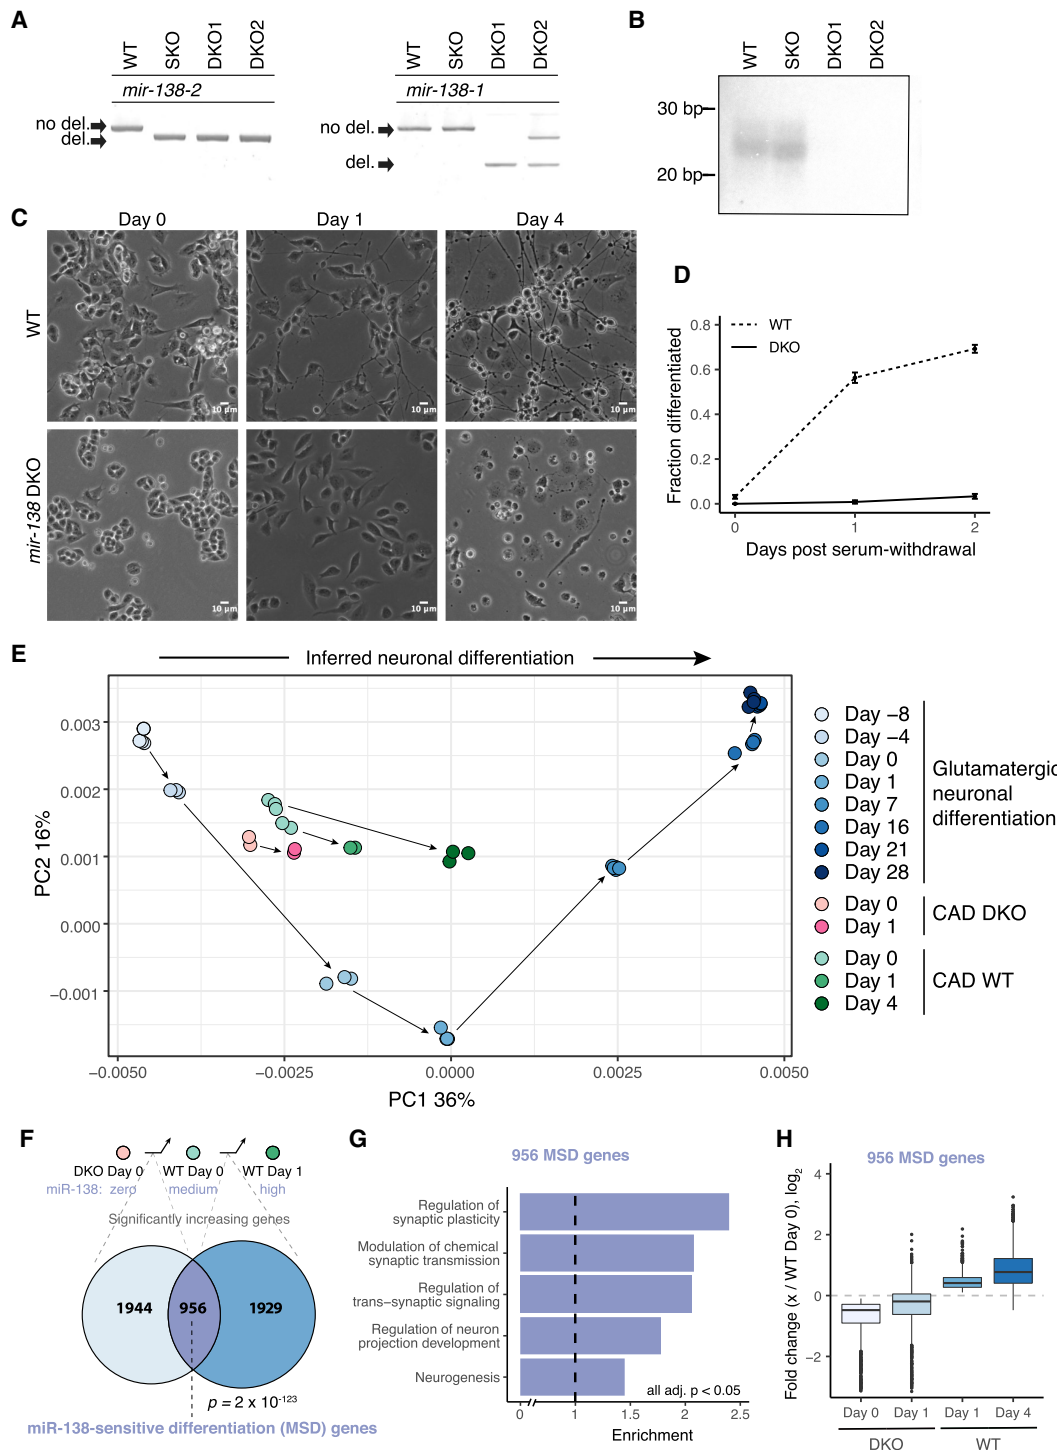 A
WT
SKO
DKO1
DKO2
mir-138-2
no del.
del.
WT
SKO
DKO1
DKO2
mir-138-1
no del.
del.
B
WT
SKO
DKO1
DKO2
30 bp
20 bp
C
Day 0
Day 1
Day 4
WT
10 µm
10 µm
10 µm
mir-138 DKO
10 µm
10 µm
10 µm
D
Fraction differentiated
0.8
0.6
0.4
0.2
0.0
WT
DKO
0
1
2
Days post serum-withdrawal
E
Inferred neuronal differentiation
PC2 16%
0.003
0.002
0.001
0.000
−0.001
−0.0050
−0.0025
0.0000
0.0025
0.0050
PC1 36%
Day −8
Day −4
Day 0
Day 1
Day 7
Day 16
Day 21
Day 28
Glutamatergic
neuronal
differentiation
Day 0
Day 1
CAD DKO
Day 0
Day 1
Day 4
CAD WT
F
DKO Day 0
WT Day 0
WT Day 1
miR-138: zero
medium
high
Significantly increasing genes
1944
956
1929
p = 2 x 10-123
miR-138-sensitive differentiation (MSD) genes
G
956 MSD genes
Regulation of
synaptic plasticity
Modulation of chemical
synaptic transmission
Regulation of
trans−synaptic signaling
Regulation of neuron
projection development
Neurogenesis
all adj. p < 0.05
0
1
1.5
2.0
2.5
Enrichment
H
956 MSD genes
Fold change (x / WT Day 0), log2
4
2
0
−2
Day 0
Day 1
Day 1
Day 4
DKO
WT